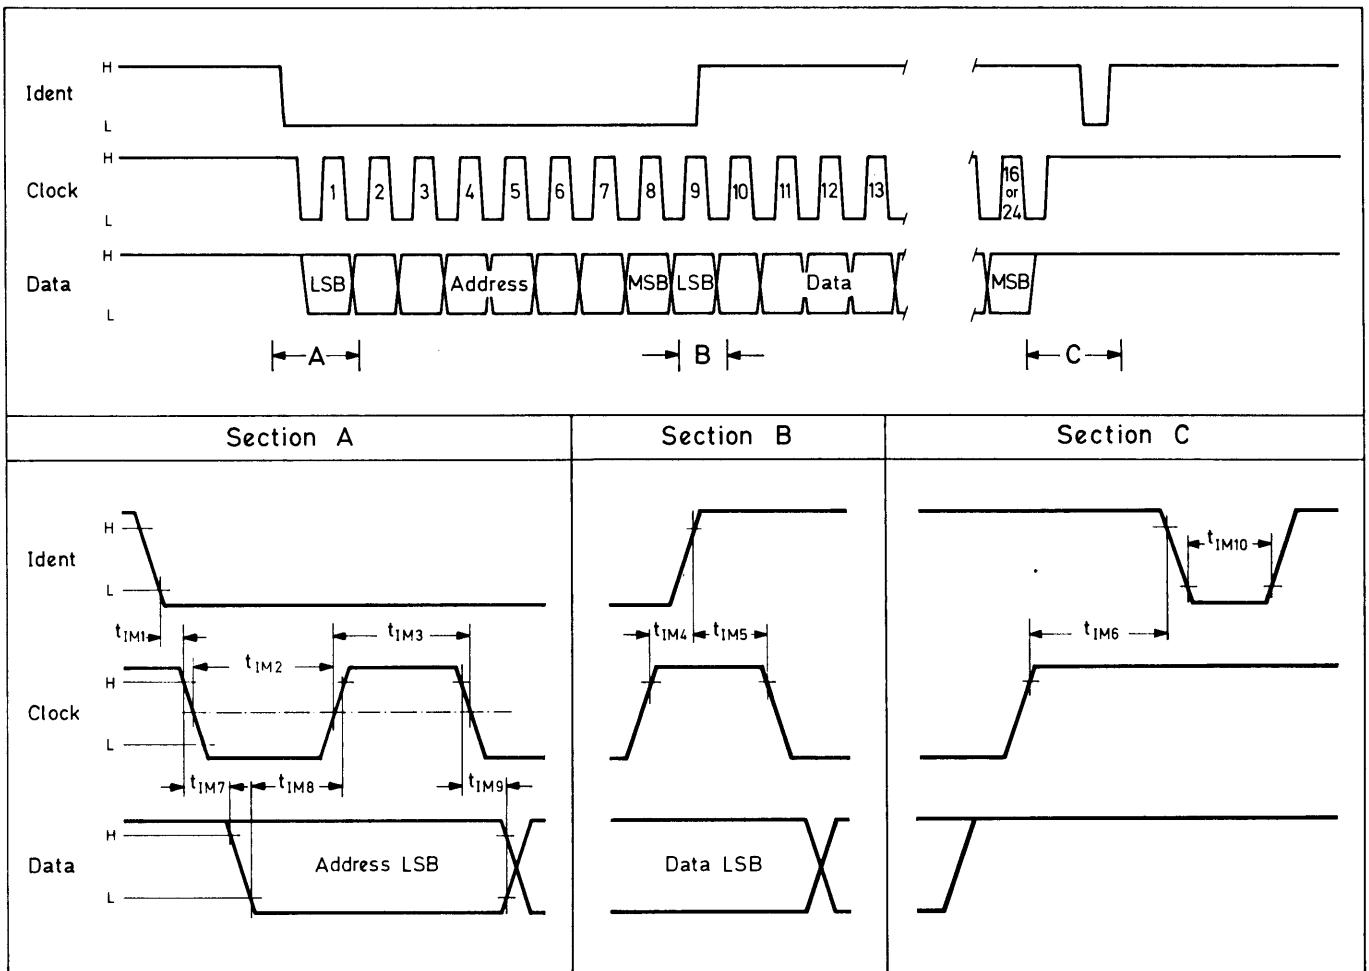 H
Ident
L
H
1 2 3 4 5 6 7 8 9 10 11 12 13 16 or 24
Clock
L
H
Data LSB Address MSB LSB Data MSB
L
A B C
Section A Section B Section C
H
Ident tIM10
L
tIM1 tIM3 tIM4 tIM5 tIM6
tIM2
H
Clock
L
tIM7 tIM8 tIM9
H
Data Address LSB Data LSB
L